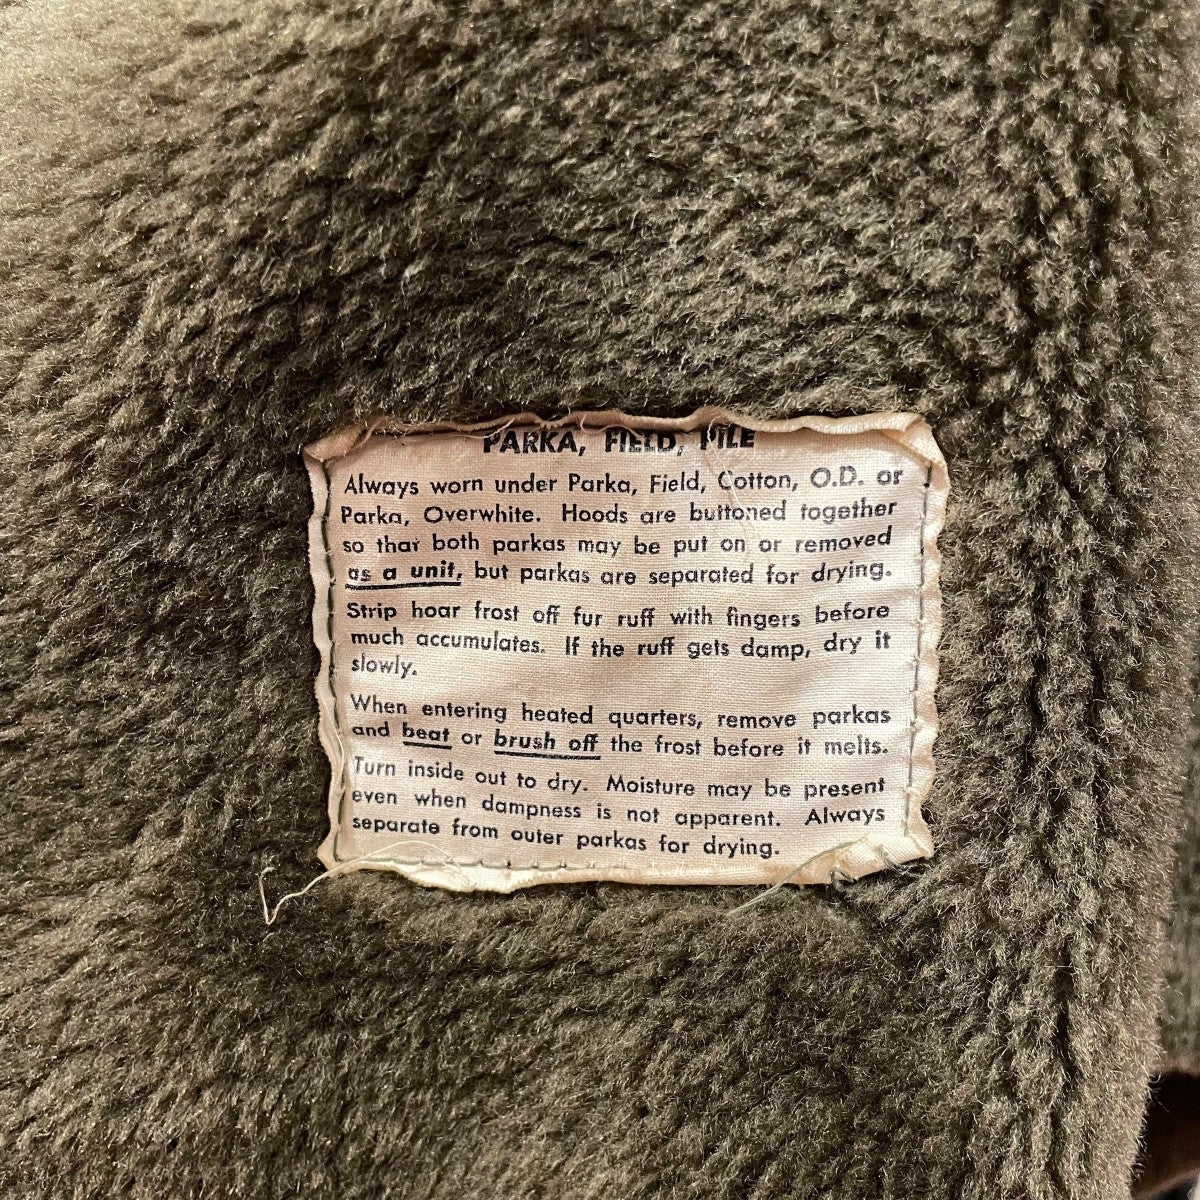 PARKA, FIELD, PILE
Always worn under Parka, Field, Cotton, O.D. or
Parka, Overwhite. Hoods are buttoned together
so that both parkas may be put on or removed
as a unit, but parkas are separated for drying.
Strip hoar frost off fur ruff with fingers before
much accumulates. If the ruff gets damp, dry it
slowly.
When entering heated quarters, remove parkas
and beat or brush off the frost before it melts.
Turn inside out to dry. Moisture may be present
even when dampness is not apparent. Always
separate from outer parkas for drying.